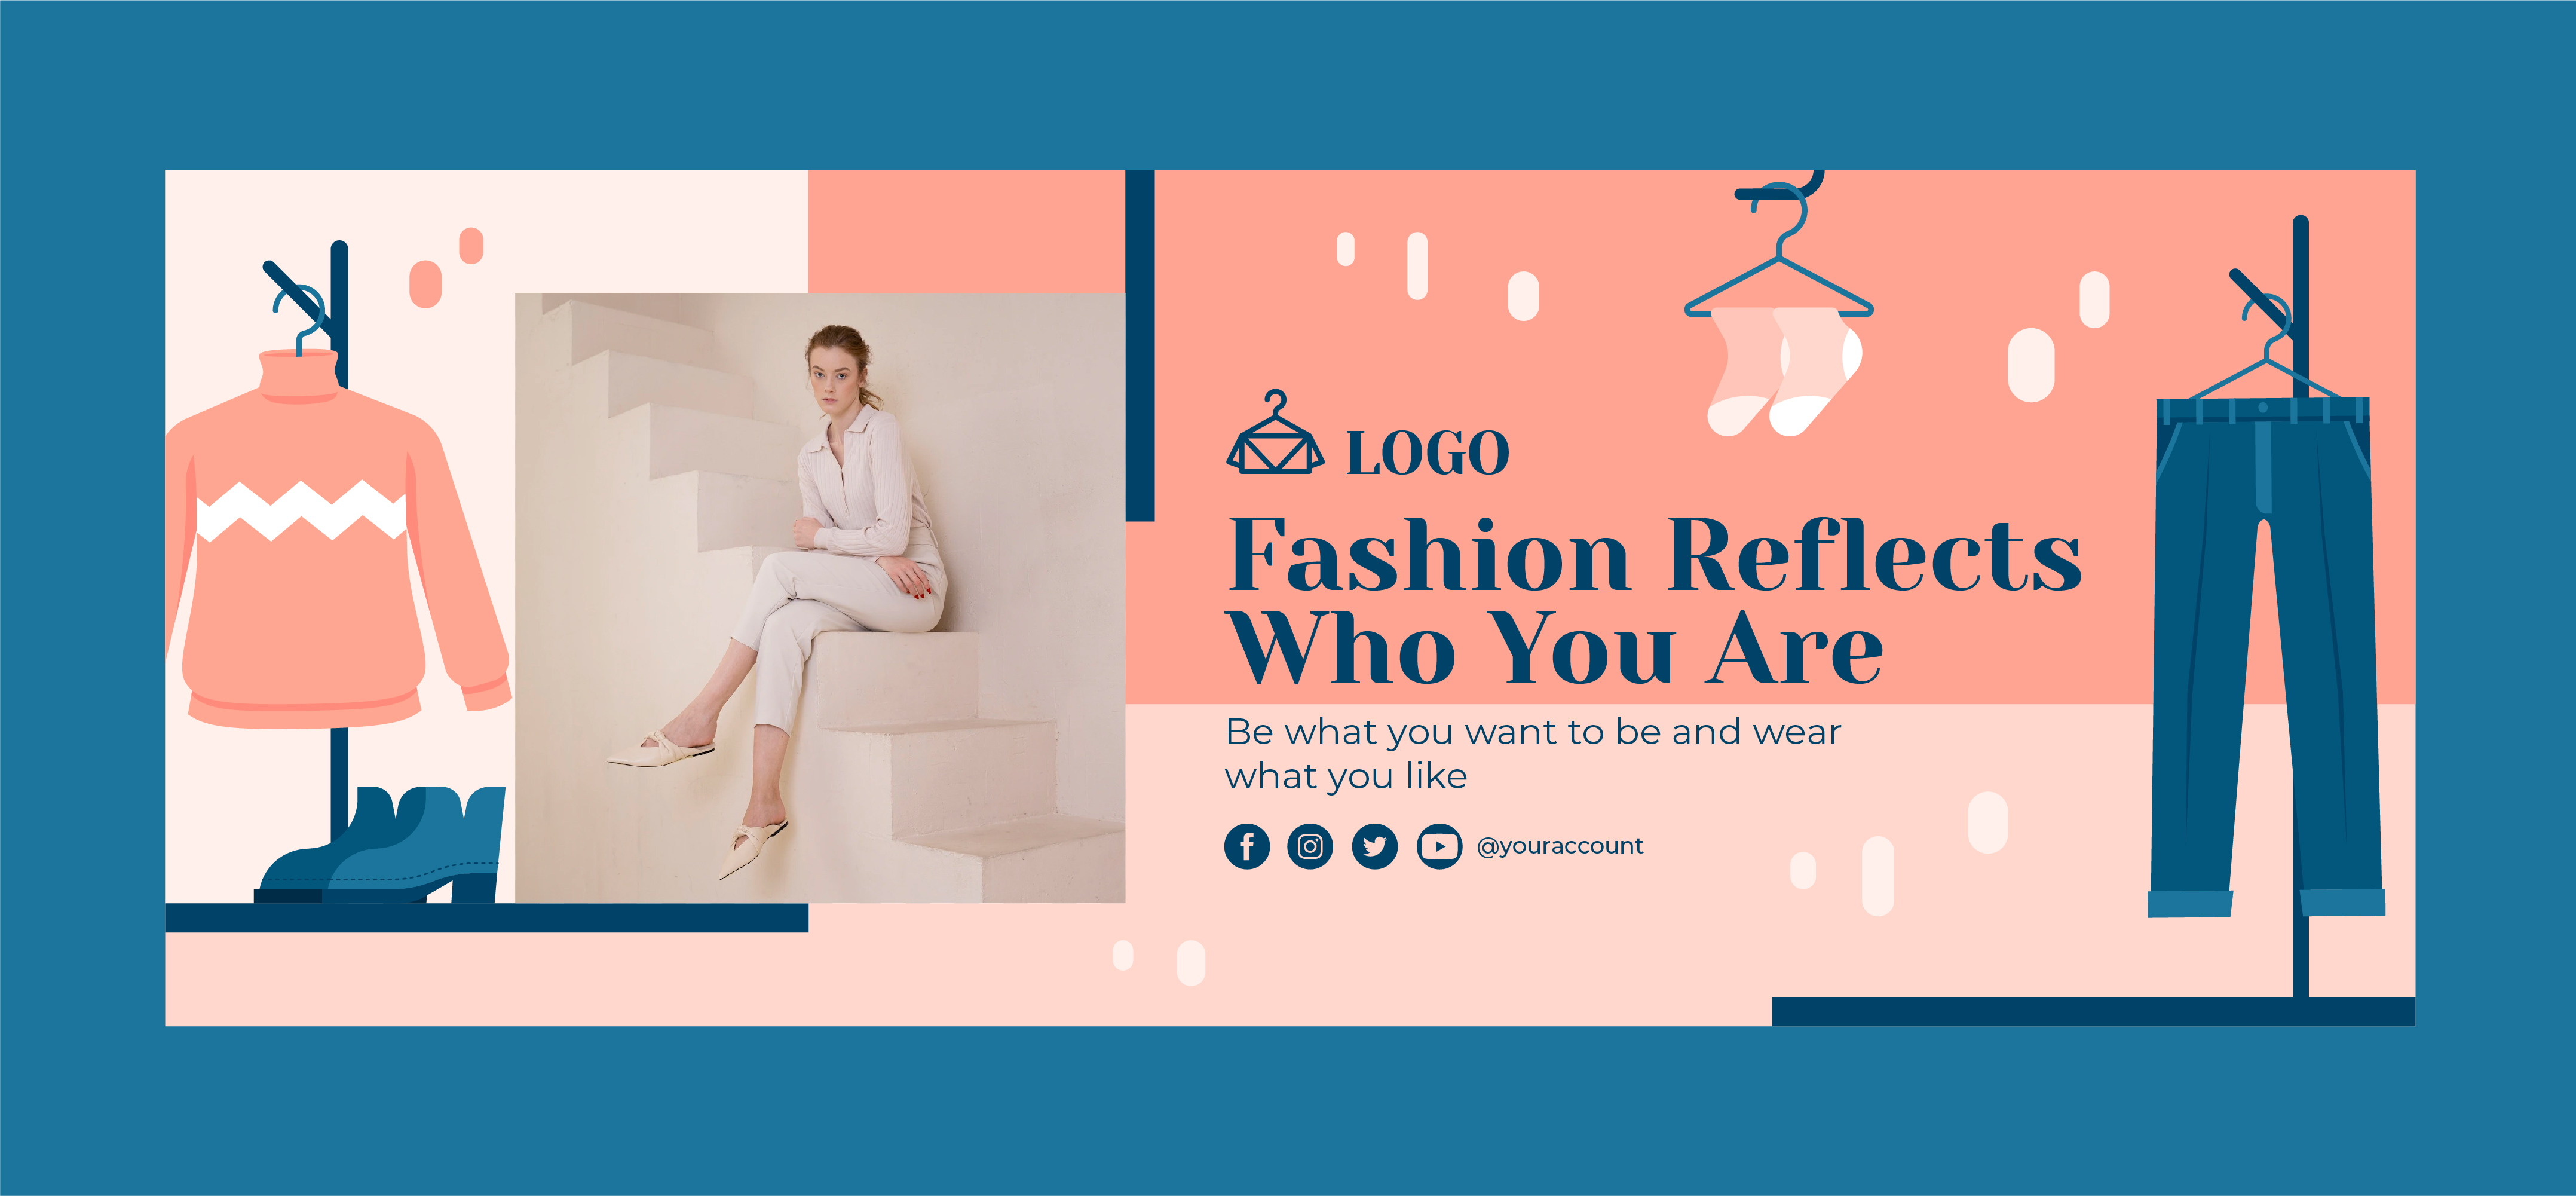 LOGO
Fashion Reflects
Who You Are
Be what you want to be and wear
what you like
@youraccount